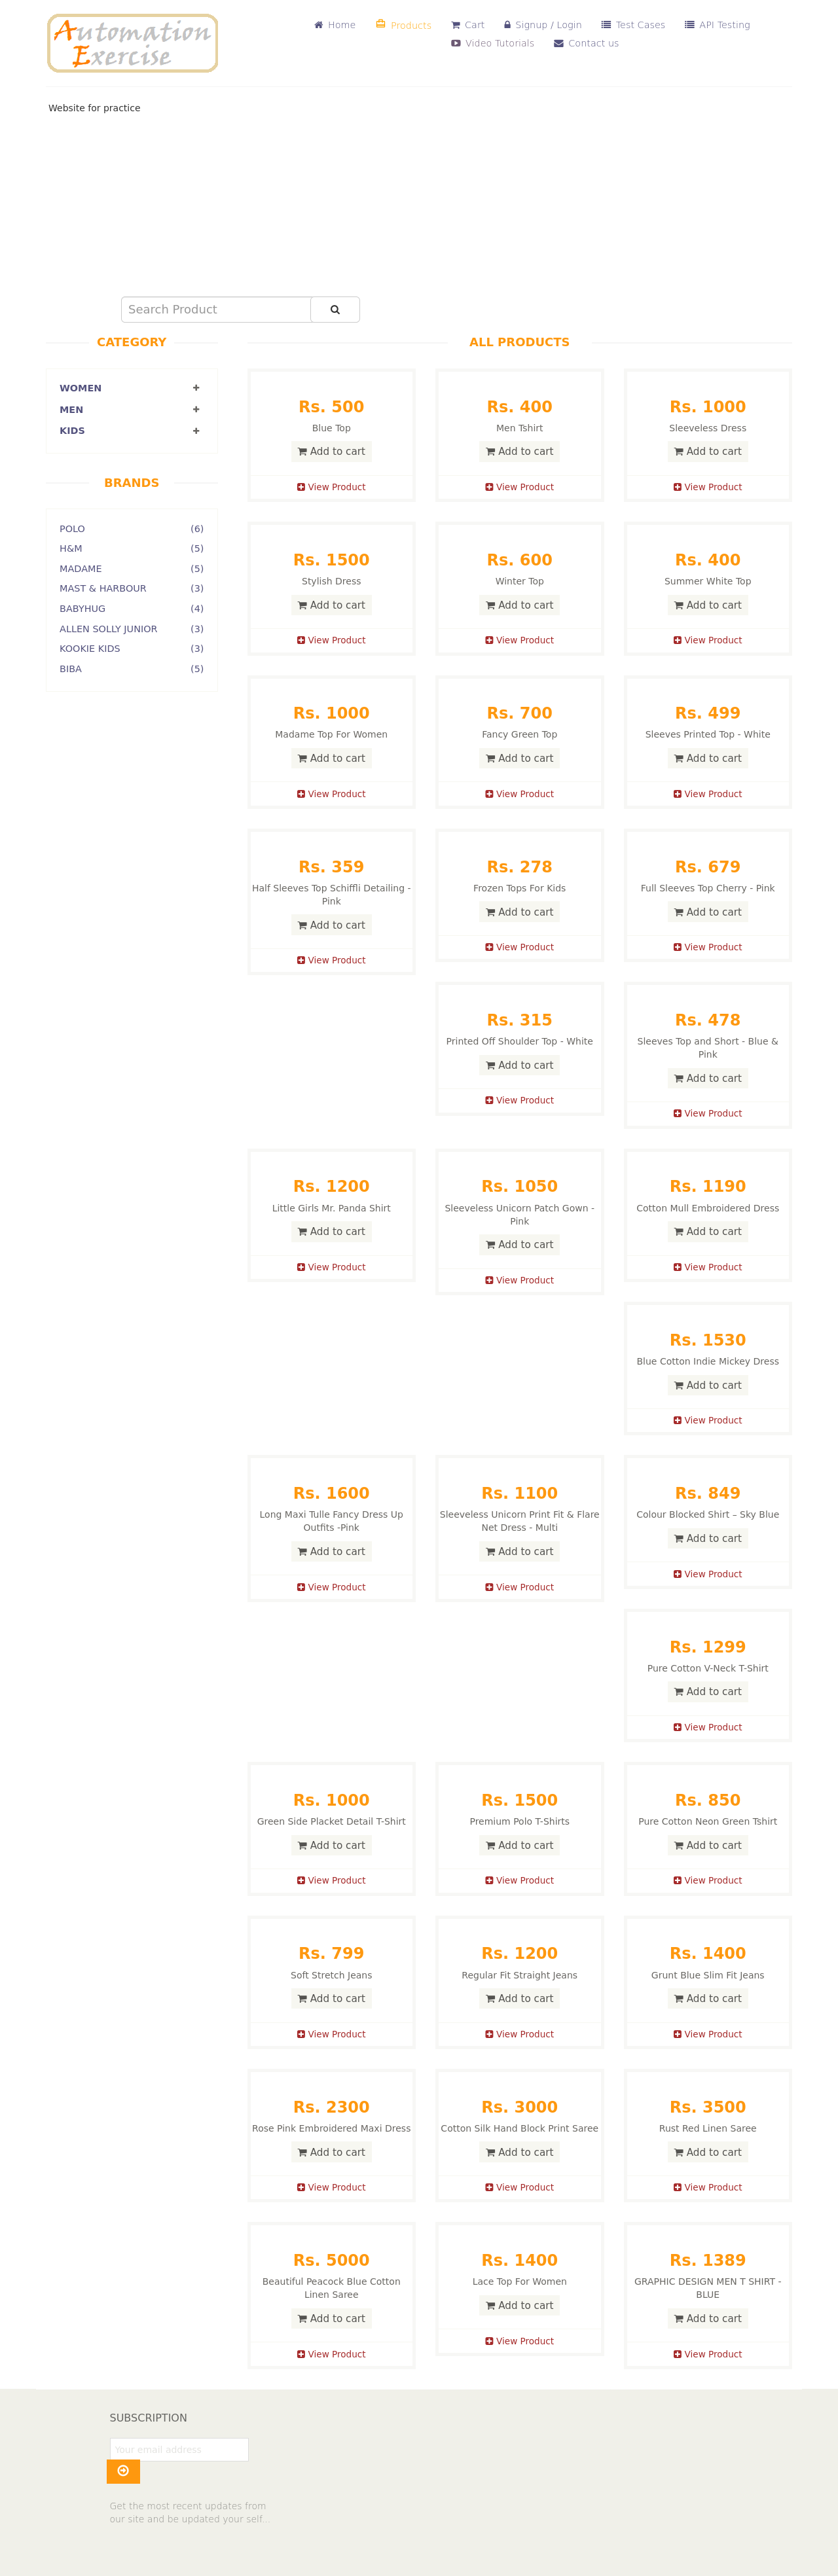 Automation
Exercise
Home
Products
Cart
Signup / Login
Test Cases
API Testing
Video Tutorials
Contact us
Website for practice
Search Product
CATEGORY
WOMEN
MEN
KIDS
BRANDS
POLO (6)
H&M (5)
MADAME (5)
MAST & HARBOUR (3)
BABYHUG (4)
ALLEN SOLLY JUNIOR (3)
KOOKIE KIDS (3)
BIBA (5)
ALL PRODUCTS
Rs. 500
Blue Top
Add to cart
View Product
Rs. 400
Men Tshirt
Add to cart
View Product
Rs. 1000
Sleeveless Dress
Add to cart
View Product
Rs. 1500
Stylish Dress
Add to cart
View Product
Rs. 600
Winter Top
Add to cart
View Product
Rs. 400
Summer White Top
Add to cart
View Product
Rs. 1000
Madame Top For Women
Add to cart
View Product
Rs. 700
Fancy Green Top
Add to cart
View Product
Rs. 499
Sleeves Printed Top - White
Add to cart
View Product
Rs. 359
Half Sleeves Top Schiffli Detailing -
Pink
Add to cart
View Product
Rs. 278
Frozen Tops For Kids
Add to cart
View Product
Rs. 679
Full Sleeves Top Cherry - Pink
Add to cart
View Product
Rs. 315
Printed Off Shoulder Top - White
Add to cart
View Product
Rs. 478
Sleeves Top and Short - Blue &
Pink
Add to cart
View Product
Rs. 1200
Little Girls Mr. Panda Shirt
Add to cart
View Product
Rs. 1050
Sleeveless Unicorn Patch Gown -
Pink
Add to cart
View Product
Rs. 1190
Cotton Mull Embroidered Dress
Add to cart
View Product
Rs. 1530
Blue Cotton Indie Mickey Dress
Add to cart
View Product
Rs. 1600
Long Maxi Tulle Fancy Dress Up
Outfits -Pink
Add to cart
View Product
Rs. 1100
Sleeveless Unicorn Print Fit & Flare
Net Dress - Multi
Add to cart
View Product
Rs. 849
Colour Blocked Shirt – Sky Blue
Add to cart
View Product
Rs. 1299
Pure Cotton V-Neck T-Shirt
Add to cart
View Product
Rs. 1000
Green Side Placket Detail T-Shirt
Add to cart
View Product
Rs. 1500
Premium Polo T-Shirts
Add to cart
View Product
Rs. 850
Pure Cotton Neon Green Tshirt
Add to cart
View Product
Rs. 799
Soft Stretch Jeans
Add to cart
View Product
Rs. 1200
Regular Fit Straight Jeans
Add to cart
View Product
Rs. 1400
Grunt Blue Slim Fit Jeans
Add to cart
View Product
Rs. 2300
Rose Pink Embroidered Maxi Dress
Add to cart
View Product
Rs. 3000
Cotton Silk Hand Block Print Saree
Add to cart
View Product
Rs. 3500
Rust Red Linen Saree
Add to cart
View Product
Rs. 5000
Beautiful Peacock Blue Cotton
Linen Saree
Add to cart
View Product
Rs. 1400
Lace Top For Women
Add to cart
View Product
Rs. 1389
GRAPHIC DESIGN MEN T SHIRT -
BLUE
Add to cart
View Product
SUBSCRIPTION
Your email address
Get the most recent updates from
our site and be updated your self...